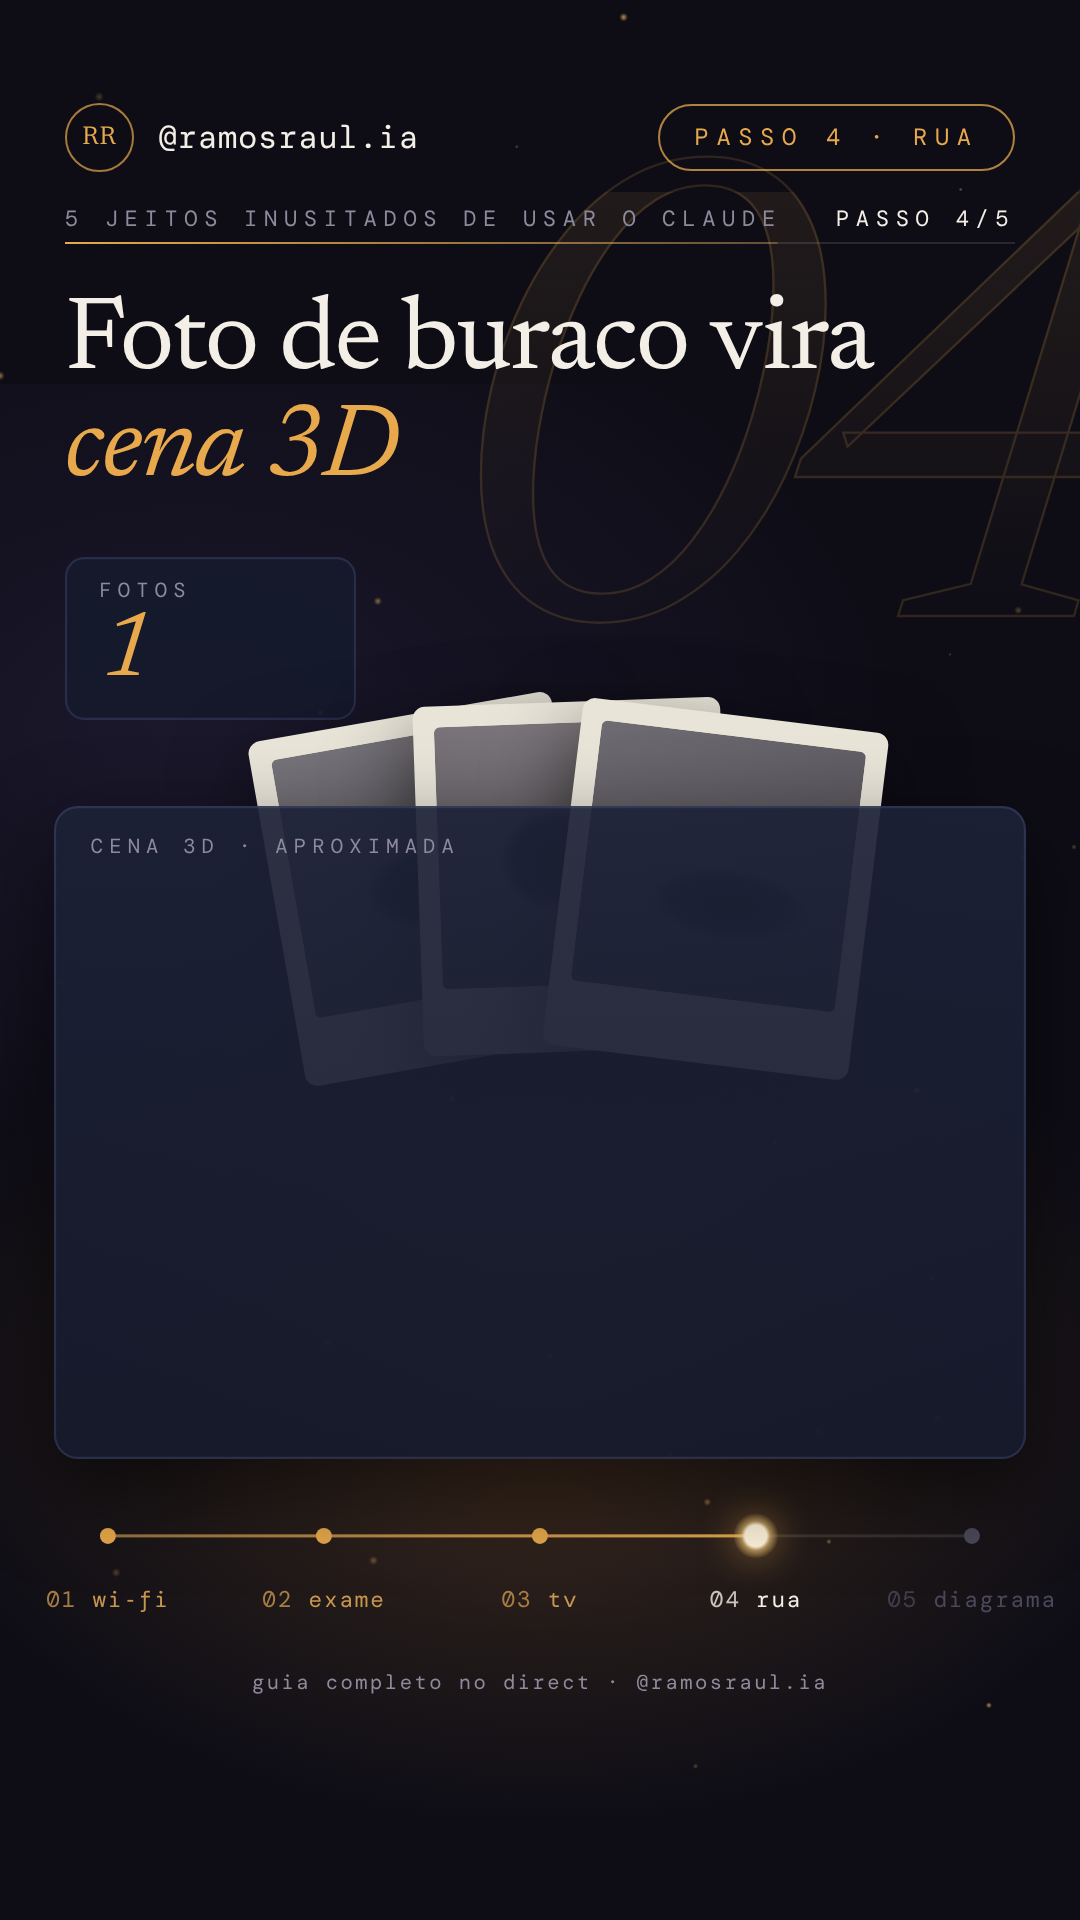 RR
@ramosraul.ia
PASSO 4 · RUA
5 JEITOS INUSITADOS DE USAR O CLAUDE
PASSO 4/5
04
Foto de buraco vira
cena 3D
FOTOS
1
CENA 3D · APROXIMADA
01 wi-fi
02 exame
03 tv
04 rua
05 diagrama
guia completo no direct · @ramosraul.ia